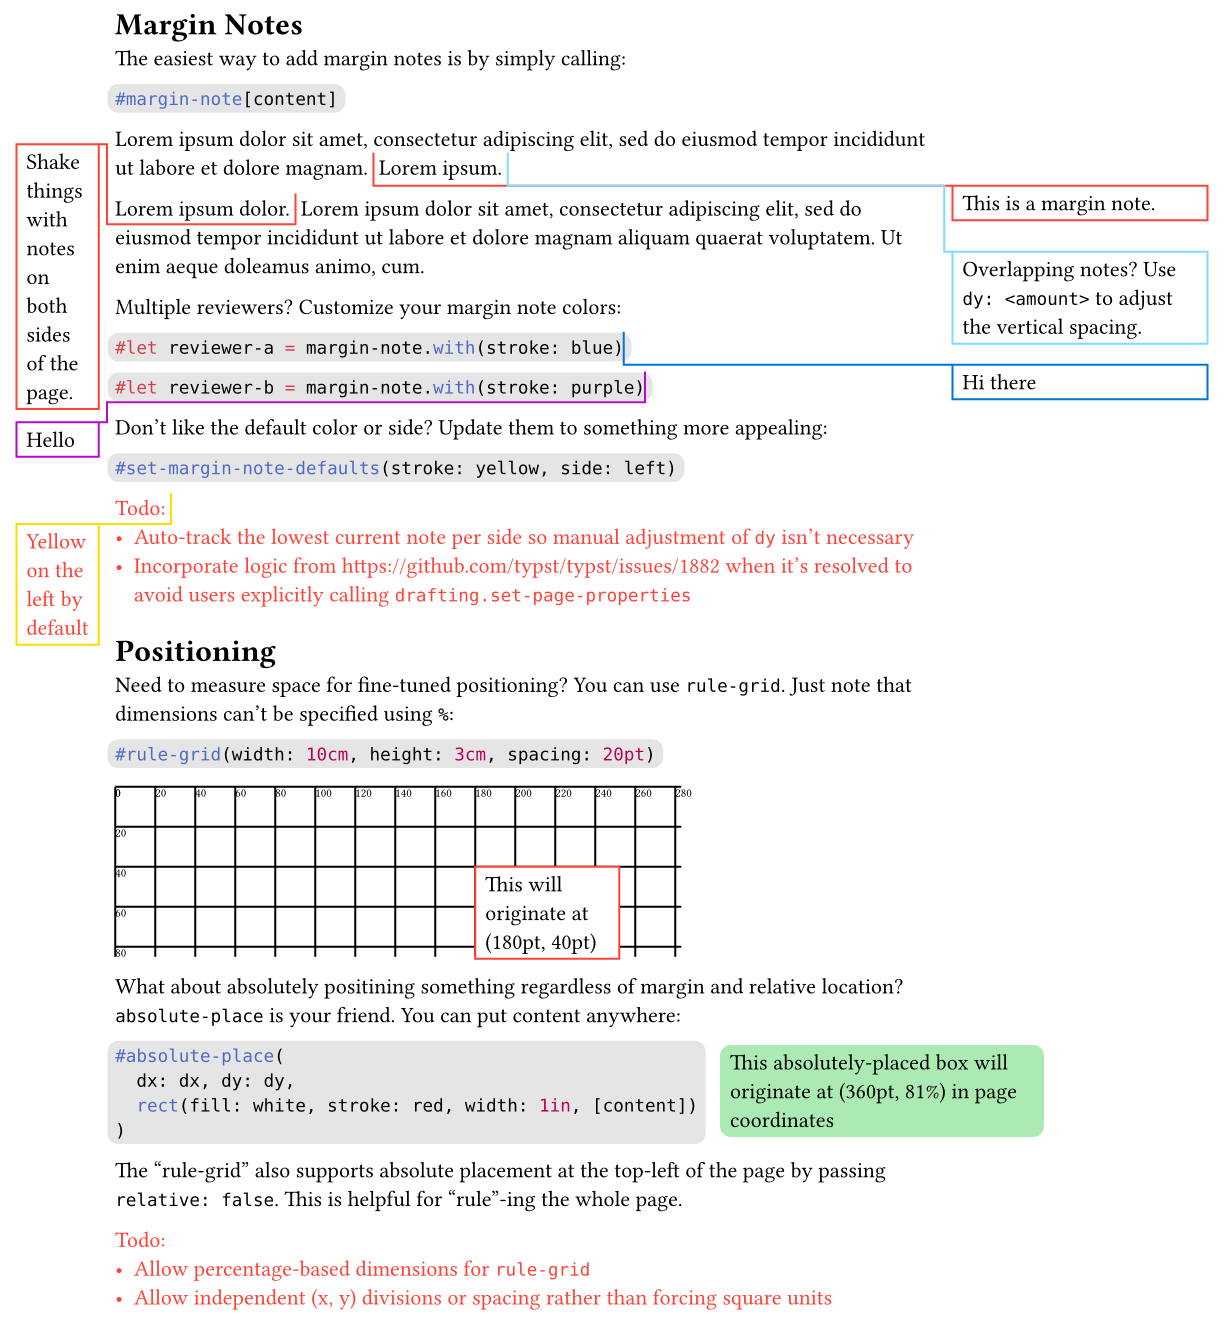 Margin Notes
The easiest way to add margin notes is by simply calling:
#margin-note[content]
Lorem ipsum dolor sit amet, consectetur adipiscing elit, sed do eiusmod tempor incididunt
ut labore et dolore magnam. Lorem ipsum.
Lorem ipsum dolor. Lorem ipsum dolor sit amet, consectetur adipiscing elit, sed do
eiusmod tempor incididunt ut labore et dolore magnam aliquam quaerat voluptatem. Ut
enim aeque doleamus animo, cum.
Shake
things
with
notes
on
both
sides
of the
page.
This is a margin note.
Overlapping notes? Use
dy: <amount> to adjust
the vertical spacing.
Multiple reviewers? Customize your margin note colors:
#let reviewer-a = margin-note.with(stroke: blue)
Hi there
#let reviewer-b = margin-note.with(stroke: purple)
Hello
Don’t like the default color or side? Update them to something more appealing:
#set-margin-note-defaults(stroke: yellow, side: left)
Todo:
• Auto-track the lowest current note per side so manual adjustment of dy isn’t necessary
• Incorporate logic from https://github.com/typst/typst/issues/1882 when it’s resolved to
avoid users explicitly calling drafting.set-page-properties
Yellow
on the
left by
default
Positioning
Need to measure space for fine-tuned positioning? You can use rule-grid. Just note that
dimensions can’t be specified using %:
#rule-grid(width: 10cm, height: 3cm, spacing: 20pt)
0 20 40 60 80 100 120 140 160 180 200 220 240 260 280
20
40
60
80
This will
originate at
(180pt, 40pt)
What about absolutely positining something regardless of margin and relative location?
absolute-place is your friend. You can put content anywhere:
#absolute-place(
dx: dx, dy: dy,
rect(fill: white, stroke: red, width: 1in, [content])
)
This absolutely-placed box will
originate at (360pt, 81%) in page
coordinates
The “rule-grid” also supports absolute placement at the top-left of the page by passing
relative: false. This is helpful for “rule”-ing the whole page.
Todo:
• Allow percentage-based dimensions for rule-grid
• Allow independent (x, y) divisions or spacing rather than forcing square units